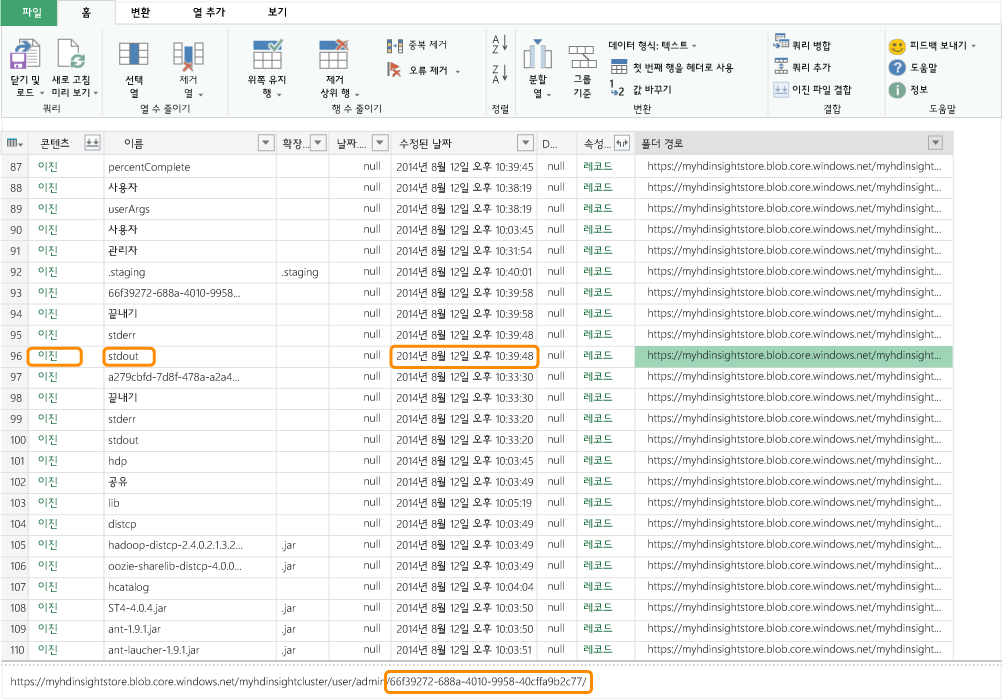 파일 홈 변환 열 추가 보기
닫기 및 로드 새로 고침 미리 보기
쿼리
선택 열 제거 열
열 수 줄이기
위쪽 유지 행 제거 상위 행 중복 제거 오류 제거
행 수 줄이기
A Z Z A
정렬
분할 열 그룹 기준 데이터 형식: 텍스트 첫 번째 행을 헤더로 사용 1 2 값 바꾸기
변환
쿼리 병합 쿼리 추가 이진 파일 결합
결합
피드백 보내기 도움말 정보
도움말
콘텐츠 이름 확장... 날짜.... 수정된 날짜 D... 속성... 폴더 경로
87 이진 percentComplete null 2014년 8월 12일 오후 10:39:45 null 레코드 https://myhdinsightstore.blob.core.windows.net/myhdinsight...
88 이진 사용자 null 2014년 8월 12일 오후 10:38:19 null 레코드 https://myhdinsightstore.blob.core.windows.net/myhdinsight...
89 이진 userArgs null 2014년 8월 12일 오후 10:38:19 null 레코드 https://myhdinsightstore.blob.core.windows.net/myhdinsight...
90 이진 사용자 null 2014년 8월 12일 오후 10:03:45 null 레코드 https://myhdinsightstore.blob.core.windows.net/myhdinsight...
91 이진 관리자 null 2014년 8월 12일 오후 10:31:54 null 레코드 https://myhdinsightstore.blob.core.windows.net/myhdinsight...
92 이진 .staging .staging null 2014년 8월 12일 오후 10:40:01 null 레코드 https://myhdinsightstore.blob.core.windows.net/myhdinsight...
93 이진 66f39272-688a-4010-9958... null 2014년 8월 12일 오후 10:39:58 null 레코드 https://myhdinsightstore.blob.core.windows.net/myhdinsight...
94 이진 끝내기 null 2014년 8월 12일 오후 10:39:58 null 레코드 https://myhdinsightstore.blob.core.windows.net/myhdinsight...
95 이진 stderr null 2014년 8월 12일 오후 10:39:48 null 레코드 https://myhdinsightstore.blob.core.windows.net/myhdinsight...
96 이진 stdout null 2014년 8월 12일 오후 10:39:48 null 레코드 https://myhdinsightstore.blob.core.windows.net/myhdinsight...
97 이진 a279cbfd-7d8f-478a-a2a4... null 2014년 8월 12일 오후 10:33:30 null 레코드 https://myhdinsightstore.blob.core.windows.net/myhdinsight...
98 이진 끝내기 null 2014년 8월 12일 오후 10:33:30 null 레코드 https://myhdinsightstore.blob.core.windows.net/myhdinsight...
99 이진 stderr null 2014년 8월 12일 오후 10:33:20 null 레코드 https://myhdinsightstore.blob.core.windows.net/myhdinsight...
100 이진 stdout null 2014년 8월 12일 오후 10:33:20 null 레코드 https://myhdinsightstore.blob.core.windows.net/myhdinsight...
101 이진 hdp null 2014년 8월 12일 오후 10:03:45 null 레코드 https://myhdinsightstore.blob.core.windows.net/myhdinsight...
102 이진 공유 null 2014년 8월 12일 오후 10:03:49 null 레코드 https://myhdinsightstore.blob.core.windows.net/myhdinsight...
103 이진 lib null 2014년 8월 12일 오후 10:05:19 null 레코드 https://myhdinsightstore.blob.core.windows.net/myhdinsight...
104 이진 distcp null 2014년 8월 12일 오후 10:03:49 null 레코드 https://myhdinsightstore.blob.core.windows.net/myhdinsight...
105 이진 hadoop-distcp-2.4.0.2.1.3.2... .jar null 2014년 8월 12일 오후 10:03:49 null 레코드 https://myhdinsightstore.blob.core.windows.net/myhdinsight...
106 이진 oozie-sharelib-distcp-4.0.0... .jar null 2014년 8월 12일 오후 10:03:49 null 레코드 https://myhdinsightstore.blob.core.windows.net/myhdinsight...
107 이진 hcatalog null 2014년 8월 12일 오후 10:04:04 null 레코드 https://myhdinsightstore.blob.core.windows.net/myhdinsight...
108 이진 ST4-4.0.4.jar .jar null 2014년 8월 12일 오후 10:03:50 null 레코드 https://myhdinsightstore.blob.core.windows.net/myhdinsight...
109 이진 ant-1.9.1.jar .jar null 2014년 8월 12일 오후 10:03:50 null 레코드 https://myhdinsightstore.blob.core.windows.net/myhdinsight...
110 이진 ant-laucher-1.9.1.jar .jar null 2014년 8월 12일 오후 10:03:51 null 레코드 https://myhdinsightstore.blob.core.windows.net/myhdinsight...
https://myhdinsightstore.blob.core.windows.net/myhdinsightcluster/user/admin/66f39272-688a-4010-9958-40cffa9b2c77/